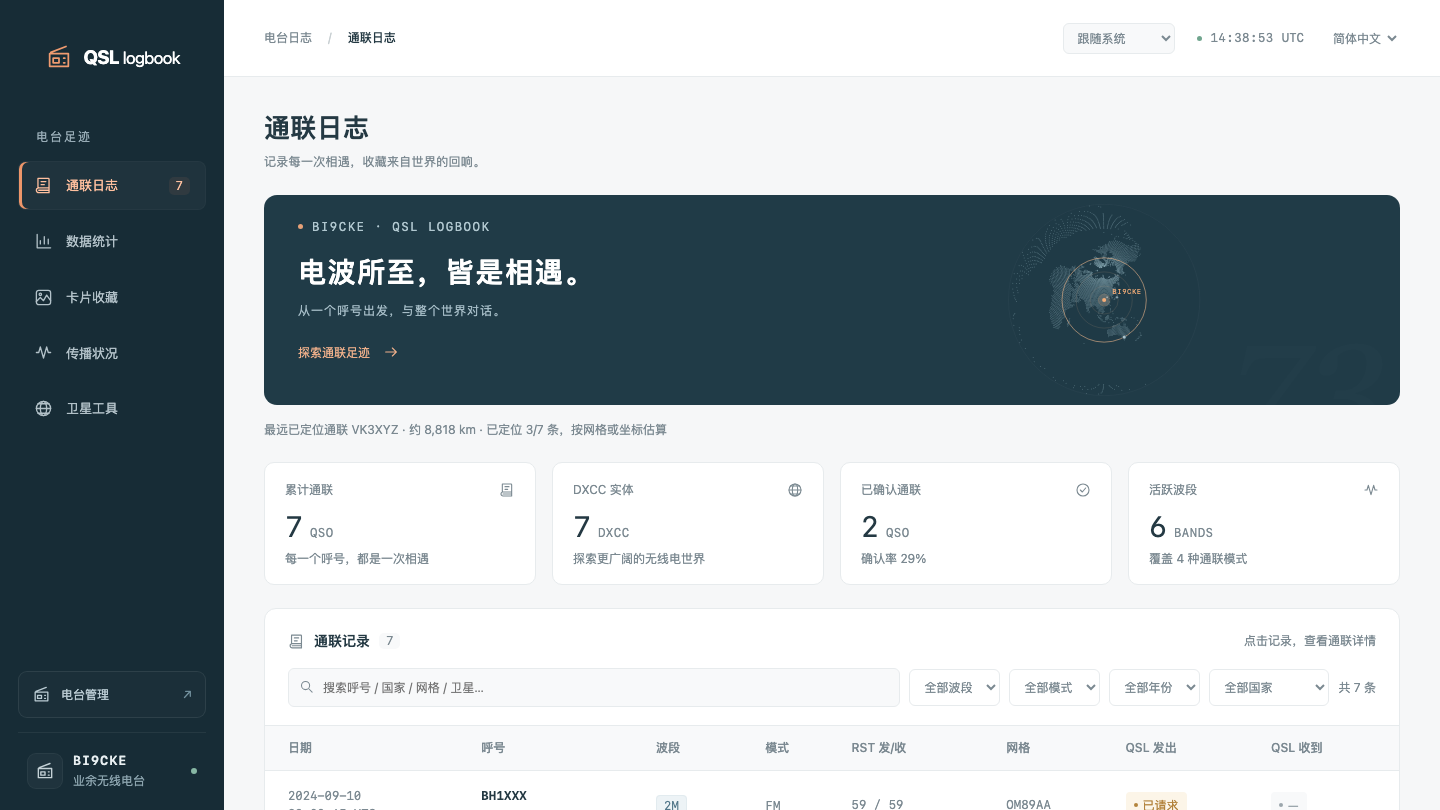 QSL logbook
电台足迹
通联日志 7
数据统计
卡片收藏
传播状况
卫星工具
电台管理
BI9CKE
业余无线电台
电台日志 / 通联日志
跟随系统
14:38:53 UTC
简体中文
通联日志
记录每一次相遇，收藏来自世界的回响。
BI9CKE · QSL LOGBOOK
电波所至，皆是相遇。
从一个呼号出发，与整个世界对话。
探索通联足迹
BI9CKE
73
最远已定位通联 VK3XYZ · 约 8,818 km · 已定位 3/7 条，按网格或坐标估算
累计通联
7 QSO
每一个呼号，都是一次相遇
DXCC 实体
7 DXCC
探索更广阔的无线电世界
已确认通联
2 QSO
确认率 29%
活跃波段
6 BANDS
覆盖 4 种通联模式
通联记录 7
点击记录，查看通联详情
搜索呼号 / 国家 / 网格 / 卫星...
全部波段 全部模式 全部年份 全部国家 共 7 条
日期 呼号 波段 模式 RST 发/收 网格 QSL 发出 QSL 收到
2024-09-10 BH1XXX 2M FM 59 / 59 OM89AA 已请求 —